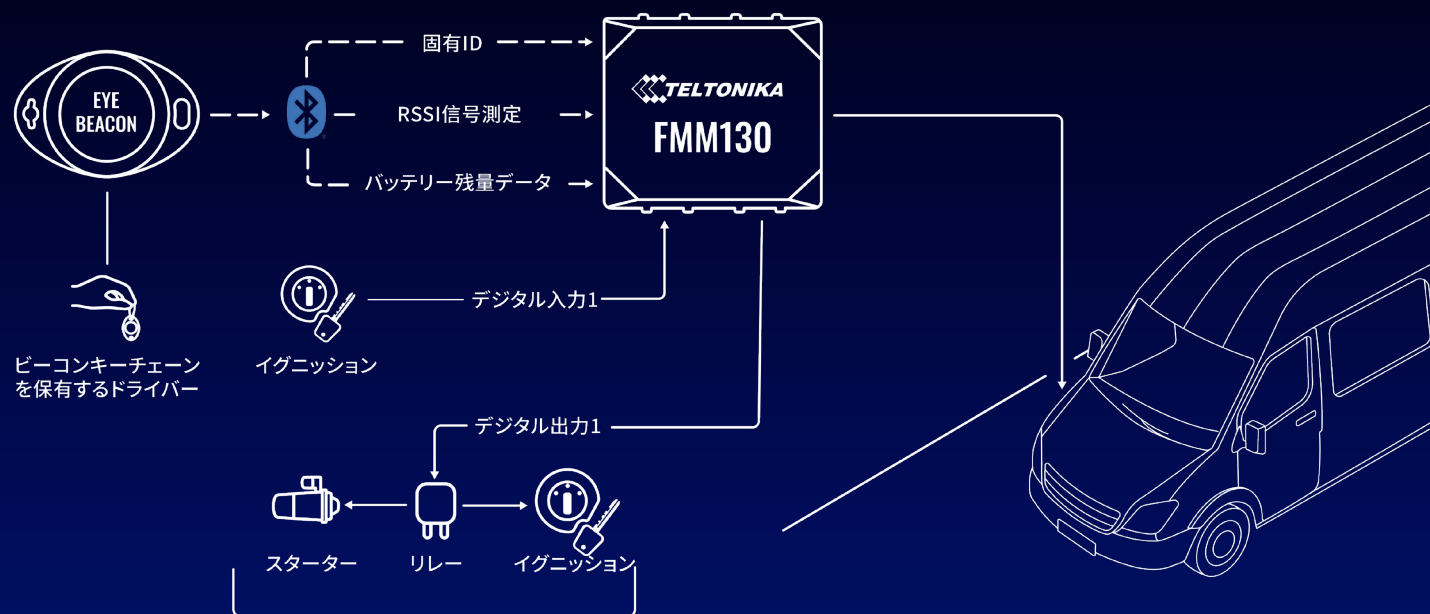 固有ID
EYE
BEACON
RSSI信号測定
TELTONIKA
FMM130
バッテリー残量データ
デジタル入力1
ビーコンキーチェーン
を保有するドライバー
イグニッション
デジタル出力1
スターター
リレー
イグニッション